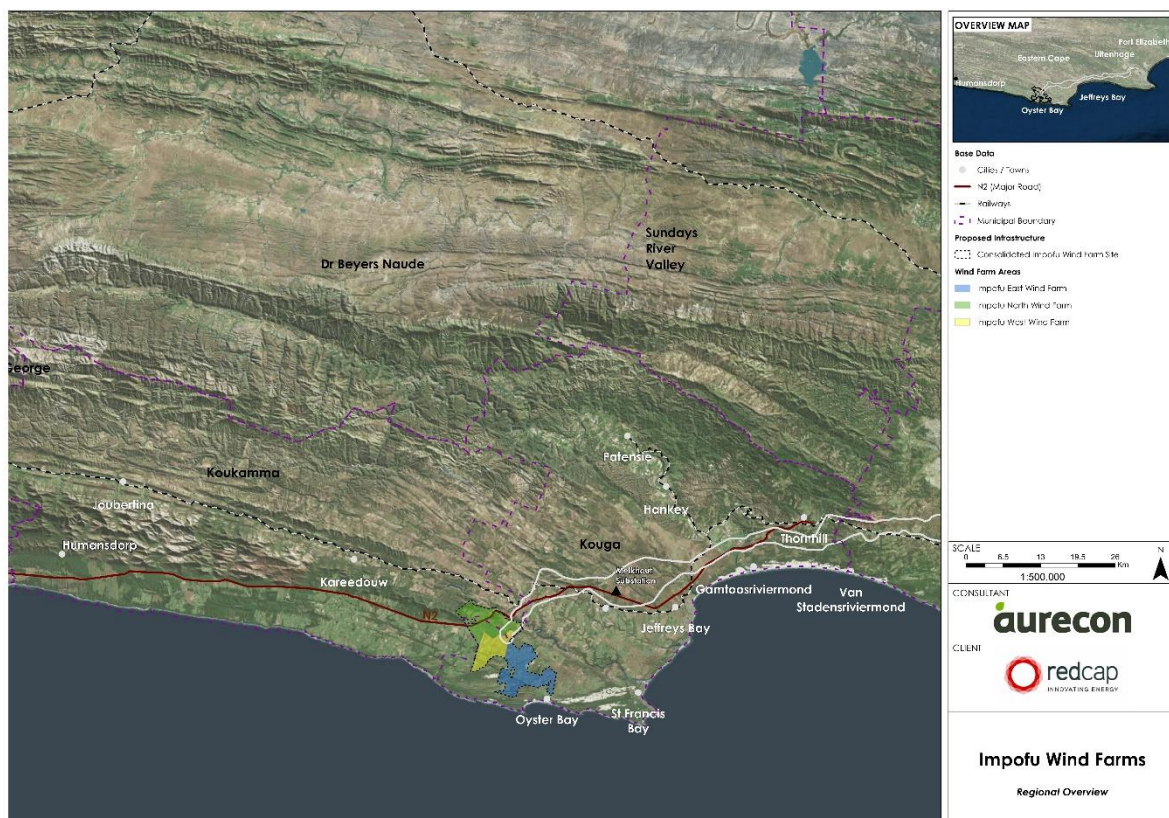 OVERVIEW MAP
Port Elizabeth
Uitenhage
Eastern Cape
Humansdorp
Jeffreys Bay
Oyster Bay
Base Data
Cities / Towns
N2 (Major Road)
Railways
Municipal Boundary
Proposed Infrastructure
Consolidated Impofu Wind Farm Site
Wind Farm Areas
Impofu East Wind Farm
Impofu North Wind Farm
Impofu West Wind Farm
Sundays
River
Valley
Dr Beyers Naude
George
Koukamma
Patensie
Joubertina
Hankey
Humansdorp
Thornhill
Kouga
Kareedouw
Melkhout
Substation
Gamtoosriviermond
Van
Stadensriviermond
N2
Jeffreys Bay
Oyster Bay
St Francis
Bay
SCALE
N
0 6.5 13 19.5 26
Km
1:500,000
CONSULTANT
aurecon
CLIENT
redcap
INNOVATING ENERGY
Impofu Wind Farms
Regional Overview